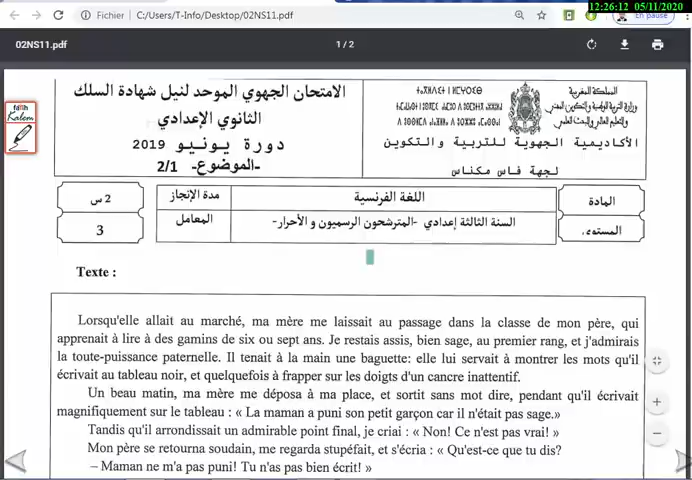 12:26:12 05/11/2020
Fichier | C:/Users/T-Info/Desktop/02NS11.pdf
En pause
02NS11.pdf
1 / 2
الامتحان الجهوي الموحد لنيل شهادة السلك
الثانوي الإعدادي
دورة يونيو 2019
-الموضوع- 2/1
المملكة المغربية
الأكاديمية الجهوية للتربية والتكوين
لجهة فاس مكناس
Kalem
المادة
اللغة الفرنسية
مدة الإنجاز
2 س
المستوى
السنة الثالثة إعدادي -المترشحون الرسميون و الأحرار-
المعامل
3
Texte :
Lorsqu'elle allait au marché, ma mère me laissait au passage dans la classe de mon père, qui
apprenait à lire à des gamins de six ou sept ans. Je restais assis, bien sage, au premier rang, et j'admirais
la toute-puissance paternelle. Il tenait à la main une baguette: elle lui servait à montrer les mots qu'il
écrivait au tableau noir, et quelquefois à frapper sur les doigts d'un cancre inattentif.
Un beau matin, ma mère me déposa à ma place, et sortit sans mot dire, pendant qu'il écrivait
magnifiquement sur le tableau : « La maman a puni son petit garçon car il n'était pas sage.»
Tandis qu'il arrondissait un admirable point final, je criai : « Non! Ce n'est pas vrai! »
Mon père se retourna soudain, me regarda stupéfait, et s'écria : « Qu'est-ce que tu dis?
– Maman ne m'a pas puni! Tu n'as pas bien écrit! »